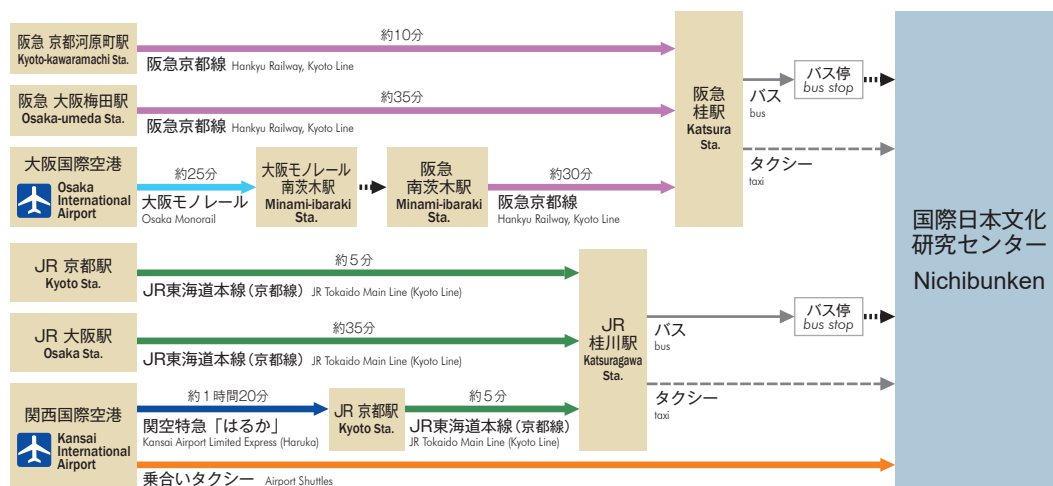 阪急 京都河原町駅
Kyoto-kawaramachi Sta.
約10分
阪急京都線 Hankyu Railway, Kyoto Line
阪急 大阪梅田駅
Osaka-umeda Sta.
約35分
阪急京都線 Hankyu Railway, Kyoto Line
大阪国際空港
Osaka
International
Airport
約25分
大阪モノレール
Osaka Monorail
大阪モノレール
南茨木駅
Minami-ibaraki
Sta.
阪急
南茨木駅
Minami-ibaraki
Sta.
約30分
阪急京都線
Hankyu Railway, Kyoto Line
阪急
桂駅
Katsura
Sta.
バス
bus
バス停
bus stop
タクシー
taxi
JR 京都駅
Kyoto Sta.
約5分
JR東海道本線(京都線) JR Tokaido Main Line (Kyoto Line)
JR 大阪駅
Osaka Sta.
約35分
JR東海道本線(京都線) JR Tokaido Main Line (Kyoto Line)
関西国際空港
Kansai
International
Airport
約1時間20分
関空特急「はるか」
Kansai Airport Limited Express (Haruka)
JR 京都駅
Kyoto Sta.
約5分
JR東海道本線(京都線)
JR Tokaido Main Line (Kyoto Line)
JR
桂川駅
Katsuragawa
Sta.
バス
bus
バス停
bus stop
タクシー
taxi
乗合いタクシー Airport Shuttles
国際日本文化
研究センター
Nichibunken